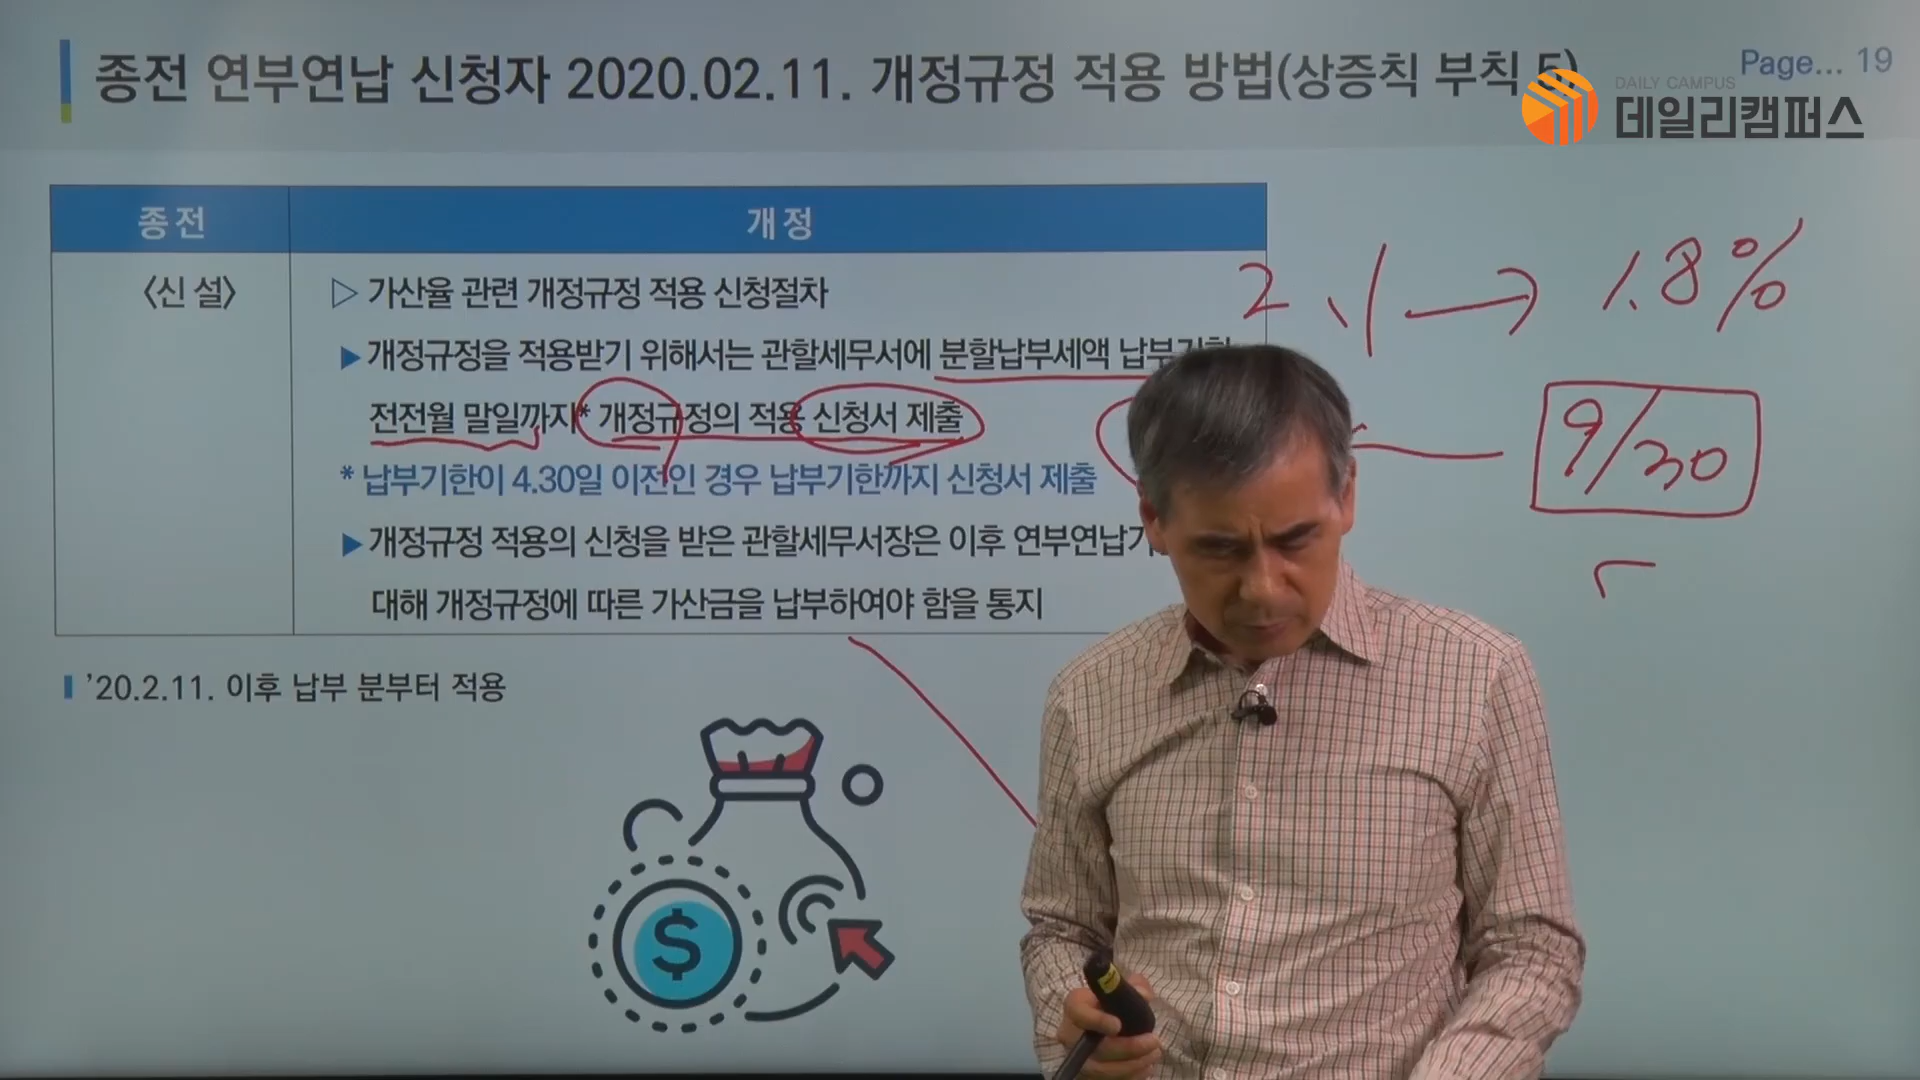 종전 연부연납 신청자 2020.02.11. 개정규정 적용 방법(상증칙 부칙 5)
Page... 19
DAILY CAMPUS
데일리캠퍼스
종전
개정
〈신 설〉
▷ 가산율 관련 개정규정 적용 신청절차
▶ 개정규정을 적용받기 위해서는 관할세무서에 분할납부세액
전전월 말일까지* 개정규정의 적용 신청서 제출
* 납부기한이 4.30일 이전인 경우 납부기한까지 신청서 제출
▶ 개정규정 적용의 신청을 받은 관할세무서장은 이후
대해 개정규정에 따른 가산금을 납부하여야 함을 통지
'20.2.11. 이후 납부 분부터 적용
2 . 1 → 1.8%
9/30
$